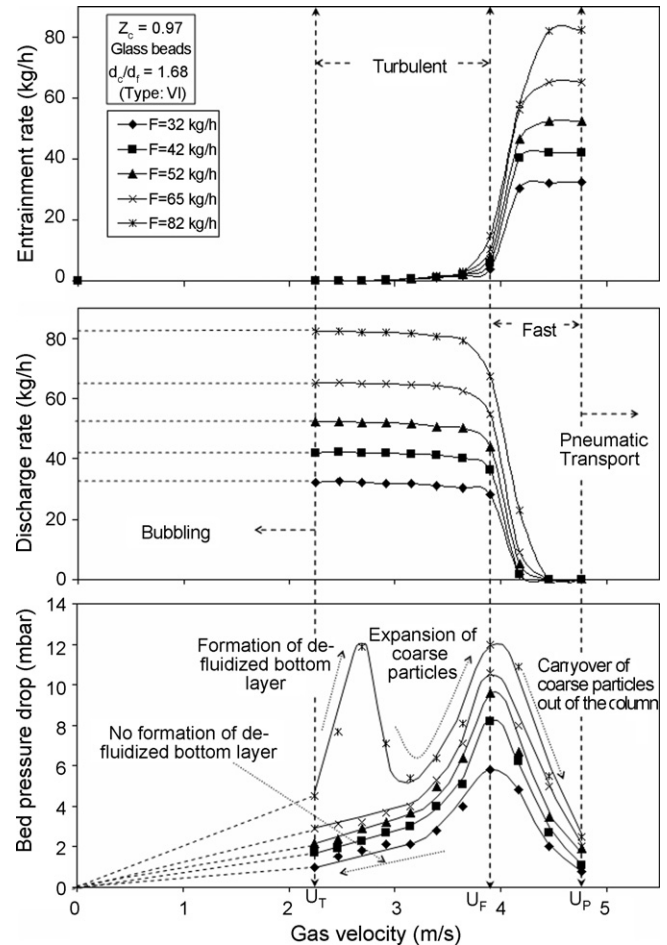 Entrainment rate (kg/h)
80
60
40
20
0
Z_c = 0.97
Glass beads
d_c/d_f = 1.68
(Type: VI)
F=32 kg/h
F=42 kg/h
F=52 kg/h
F=65 kg/h
F=82 kg/h
Turbulent
Discharge rate (kg/h)
80
60
40
20
0
Fast
Pneumatic
Transport
Bubbling
Bed pressure drop (mbar)
14
12
10
8
6
4
2
0
Formation of de-
fluidized bottom
layer
Expansion of
coarse
particles
Carryover of
coarse particles
out of the column
No formation of de-
fluidized bottom layer
U_T
U_F
U_P
0
1
2
3
4
5
Gas velocity (m/s)